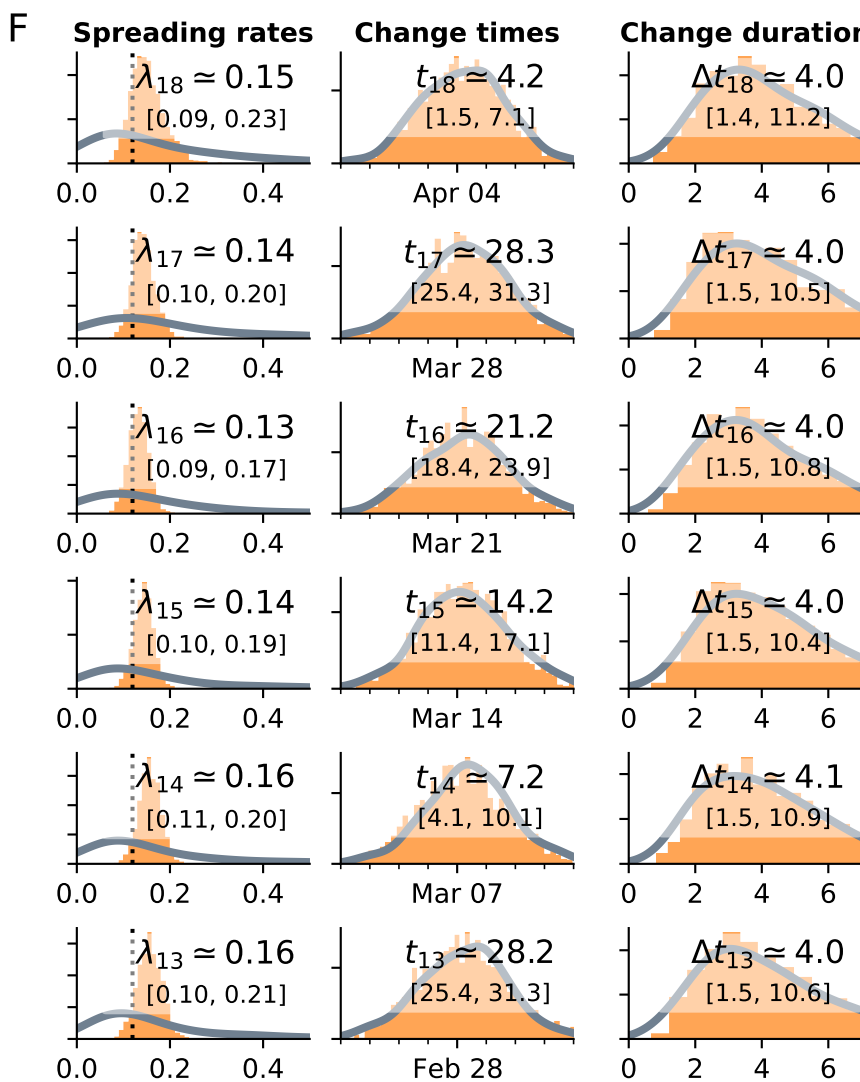 F
Spreading rates Change times Change duration
λ18 ≃ 0.15 t18 ≃ 4.2 Δt18 ≃ 4.0
[0.09, 0.23] [1.5, 7.1] [1.4, 11.2]
0.0 0.2 0.4 0 2 4 6
Apr 04
λ17 ≃ 0.14 t17 ≃ 28.3 Δt17 ≃ 4.0
[0.10, 0.20] [25.4, 31.3] [1.5, 10.5]
0.0 0.2 0.4 0 2 4 6
Mar 28
λ16 ≃ 0.13 t16 ≃ 21.2 Δt16 ≃ 4.0
[0.09, 0.17] [18.4, 23.9] [1.5, 10.8]
0.0 0.2 0.4 0 2 4 6
Mar 21
λ15 ≃ 0.14 t15 ≃ 14.2 Δt15 ≃ 4.0
[0.10, 0.19] [11.4, 17.1] [1.5, 10.4]
0.0 0.2 0.4 0 2 4 6
Mar 14
λ14 ≃ 0.16 t14 ≃ 7.2 Δt14 ≃ 4.1
[0.11, 0.20] [4.1, 10.1] [1.5, 10.9]
0.0 0.2 0.4 0 2 4 6
Mar 07
λ13 ≃ 0.16 t13 ≃ 28.2 Δt13 ≃ 4.0
[0.10, 0.21] [25.4, 31.3] [1.5, 10.6]
0.0 0.2 0.4 0 2 4 6
Feb 28